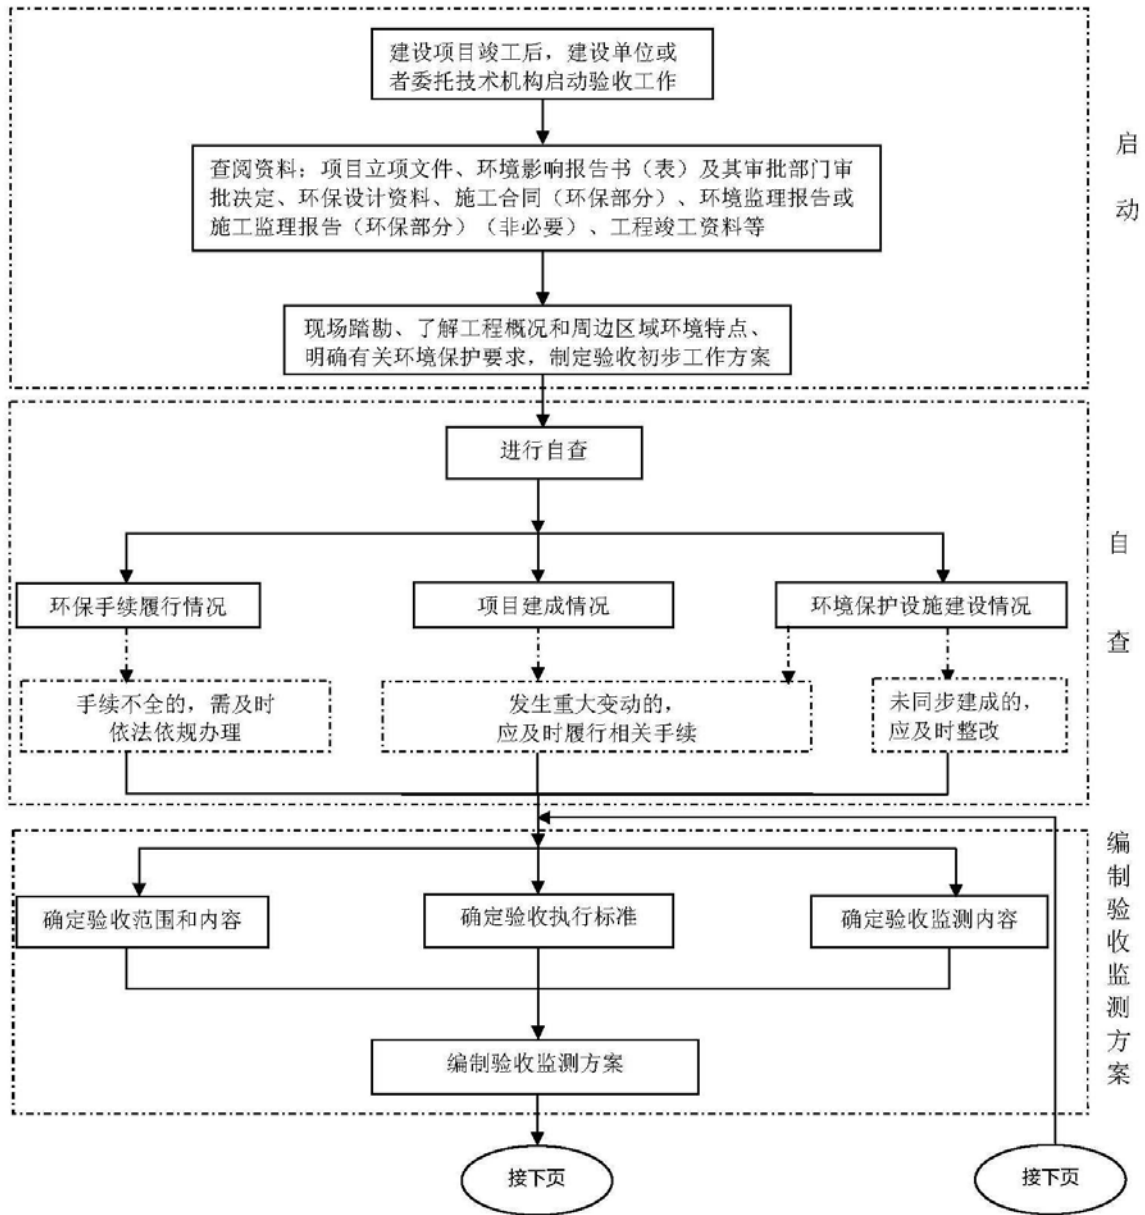 建设项目竣工后，建设单位或
者委托技术机构启动验收工作
启
动
查阅资料：项目立项文件、环境影响报告书（表）及其审批部门审
批决定、环保设计资料、施工合同（环保部分）、环境监理报告或
施工监理报告（环保部分）（非必要）、工程竣工资料等
现场踏勘、了解工程概况和周边区域环境特点、
明确有关环境保护要求，制定验收初步工作方案
进行自查
自
查
环保手续履行情况
项目建成情况
环境保护设施建设情况
手续不全的，需及时
依法依规办理
发生重大变动的，
应及时履行相关手续
未同步建成的，
应及时整改
编
制
验
收
监
测
方
案
确定验收范围和内容
确定验收执行标准
确定验收监测内容
编制验收监测方案
接下页
接下页